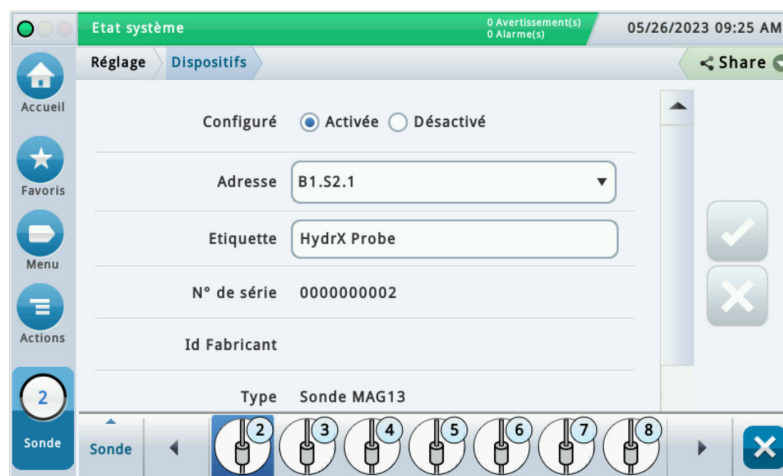 Etat système
0 Avertissement(s)
0 Alarme(s)
05/26/2023 09:25 AM
Réglage Dispositifs
Share
Accueil
Favoris
Menu
Actions
2
Sonde
Configuré Activée Désactivé
Adresse B1.S2.1
Etiquette HydrX Probe
N° de série 0000000002
Id Fabricant
Type Sonde MAG13
Sonde 2 3 4 5 6 7 8